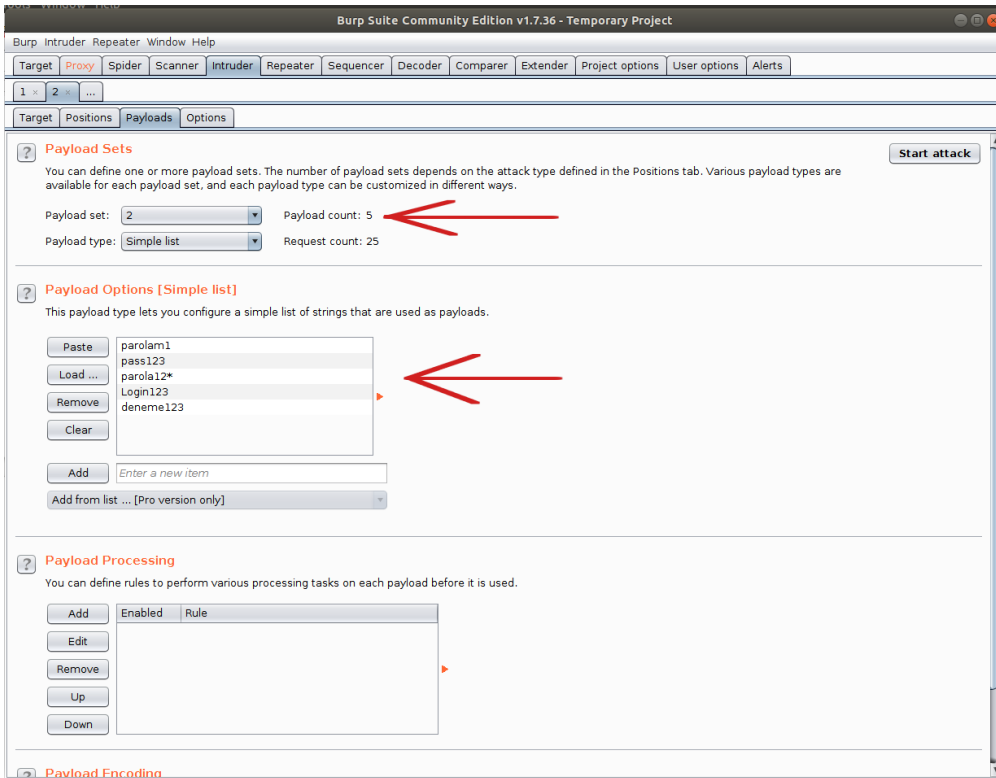 Burp Suite Community Edition v1.7.36 - Temporary Project
Burp Intruder Repeater Window Help
Target Proxy Spider Scanner Intruder Repeater Sequencer Decoder Comparer Extender Project options User options Alerts
1 × 2 × ...
Target Positions Payloads Options
? Payload Sets
Start attack
You can define one or more payload sets. The number of payload sets depends on the attack type defined in the Positions tab. Various payload types are
available for each payload set, and each payload type can be customized in different ways.
Payload set: 2 Payload count: 5
Payload type: Simple list Request count: 25
? Payload Options [Simple list]
This payload type lets you configure a simple list of strings that are used as payloads.
Paste
Load ...
Remove
Clear
parolam1
pass123
parola12*
Login123
deneme123
Add Enter a new item
Add from list ... [Pro version only]
? Payload Processing
You can define rules to perform various processing tasks on each payload before it is used.
Add Enabled Rule
Edit
Remove
Up
Down
? Payload Encoding